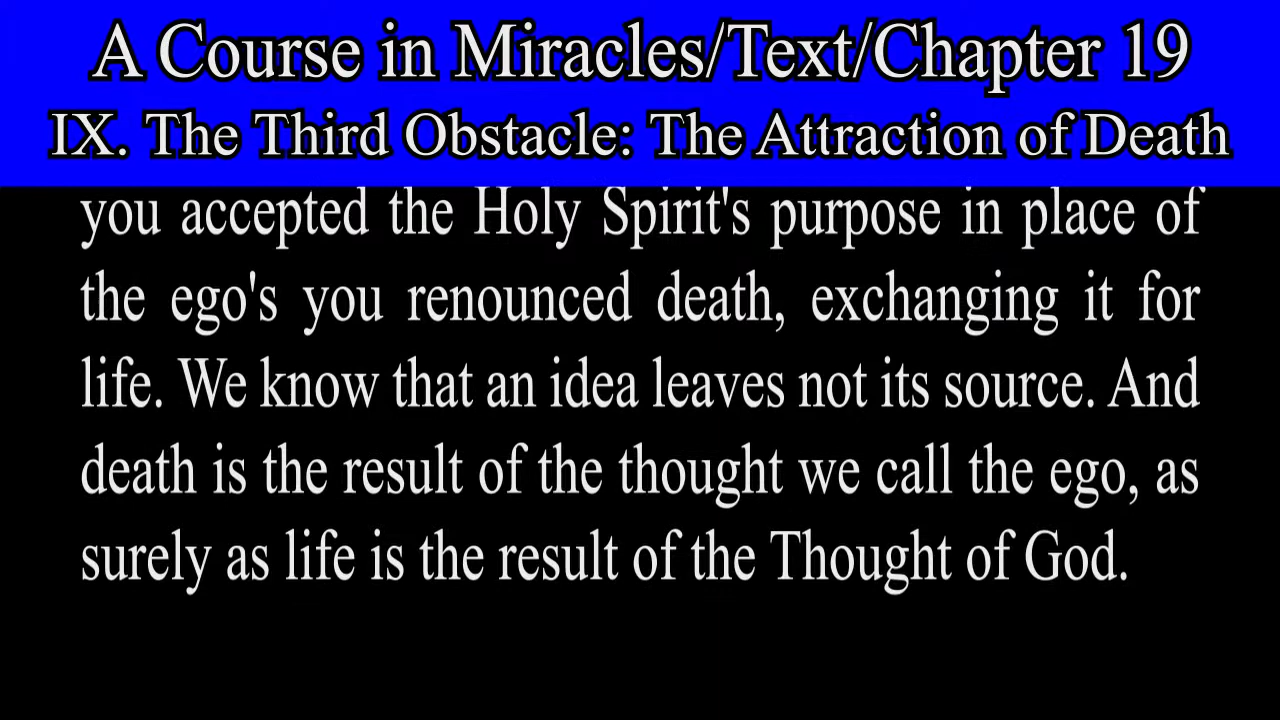 A Course in Miracles/Text/Chapter 19
IX. The Third Obstacle: The Attraction of Death
you accepted the Holy Spirit's purpose in place of
the ego's you renounced death, exchanging it for
life. We know that an idea leaves not its source. And
death is the result of the thought we call the ego, as
surely as life is the result of the Thought of God.